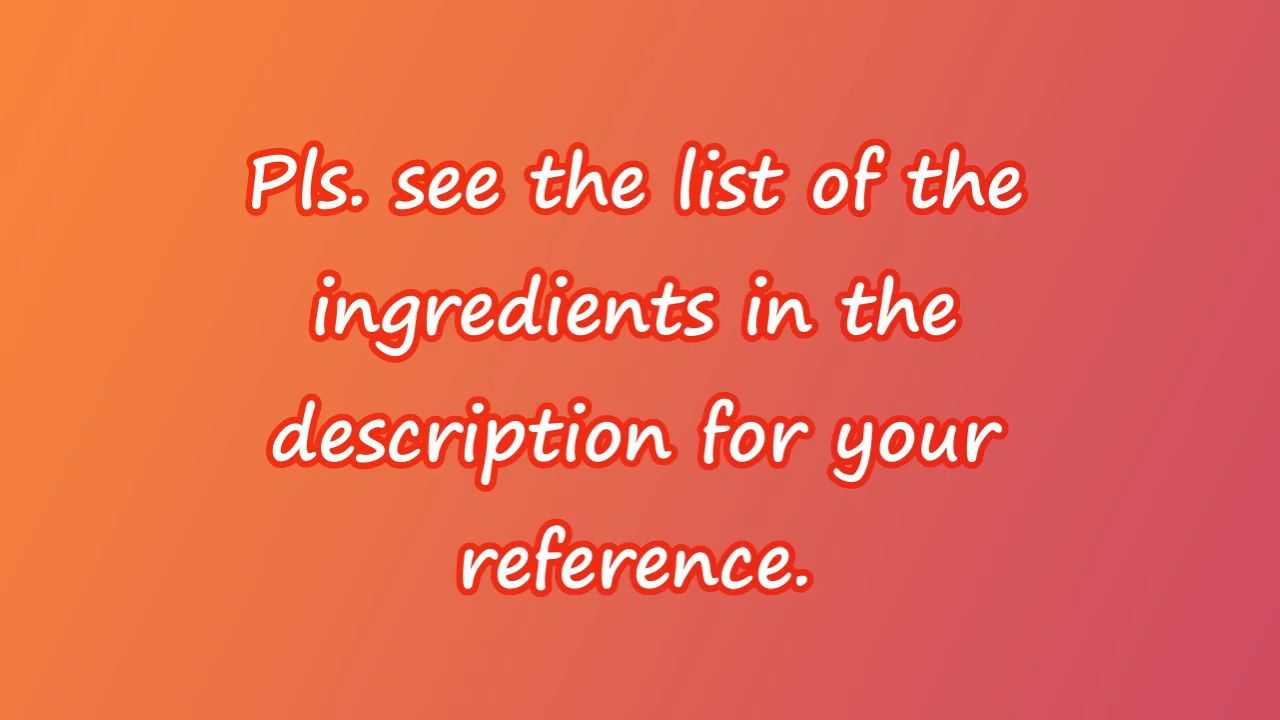 Pls. see the list of the
ingredients in the
description for your
reference.